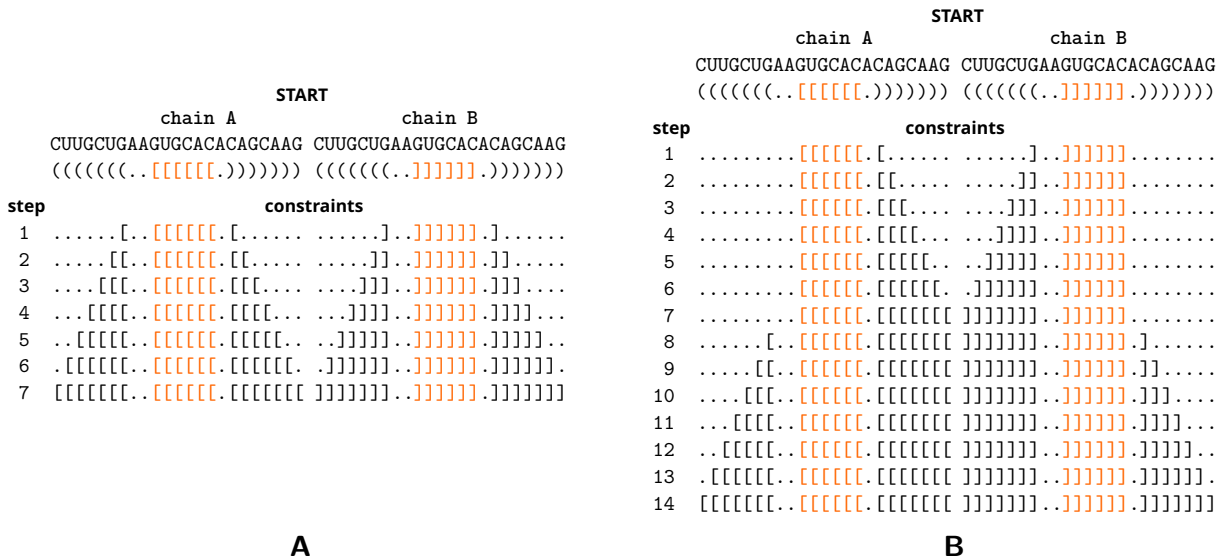 START
chain A chain B
CUUGCUGAAGUGCACACAGCAAG CUUGCUGAAGUGCACACAGCAAG
(((((((..[[[[[[.))))))) (((((((..]]]]]].)))))))
step constraints
1 ......[..[[[[[[.[...... ......]..]]]]]].]......
2 .....[[..[[[[[[.[[..... .....]]..]]]]]].]].....
3 ....[[[..[[[[[[.[[[.... ....]]]..]]]]]].]]]....
4 ...[[[[..[[[[[[.[[[[... ...]]]]..]]]]]].]]]]...
5 ..[[[[[..[[[[[[.[[[[[.. ..]]]]]..]]]]]].]]]]]..
6 .[[[[[[..[[[[[[.[[[[[[. .]]]]]]..]]]]]].]]]]]].
7 [[[[[[[..[[[[[[.[[[[[[[ ]]]]]]]..]]]]]].]]]]]]]
A
START
chain A chain B
CUUGCUGAAGUGCACACAGCAAG CUUGCUGAAGUGCACACAGCAAG
(((((((..[[[[[[.))))))) (((((((..]]]]]].)))))))
step constraints
1 .........[[[[[[.[...... ......]..]]]]]]........
2 .........[[[[[[.[[..... .....]]..]]]]]]........
3 .........[[[[[[.[[[.... ....]]]..]]]]]]........
4 .........[[[[[[.[[[[... ...]]]]..]]]]]]........
5 .........[[[[[[.[[[[[.. ..]]]]]..]]]]]]........
6 .........[[[[[[.[[[[[[. .]]]]]]..]]]]]]........
7 .........[[[[[[.[[[[[[[ ]]]]]]]..]]]]]]........
8 ......[..[[[[[[.[[[[[[[ ]]]]]]]..]]]]]].]......
9 .....[[..[[[[[[.[[[[[[[ ]]]]]]]..]]]]]].]].....
10 ....[[[..[[[[[[.[[[[[[[ ]]]]]]]..]]]]]].]]]....
11 ...[[[[..[[[[[[.[[[[[[[ ]]]]]]]..]]]]]].]]]]...
12 ..[[[[[..[[[[[[.[[[[[[[ ]]]]]]]..]]]]]].]]]]]..
13 .[[[[[[..[[[[[[.[[[[[[[ ]]]]]]]..]]]]]].]]]]]].
14 [[[[[[[..[[[[[[.[[[[[[[ ]]]]]]]..]]]]]].]]]]]]]
B